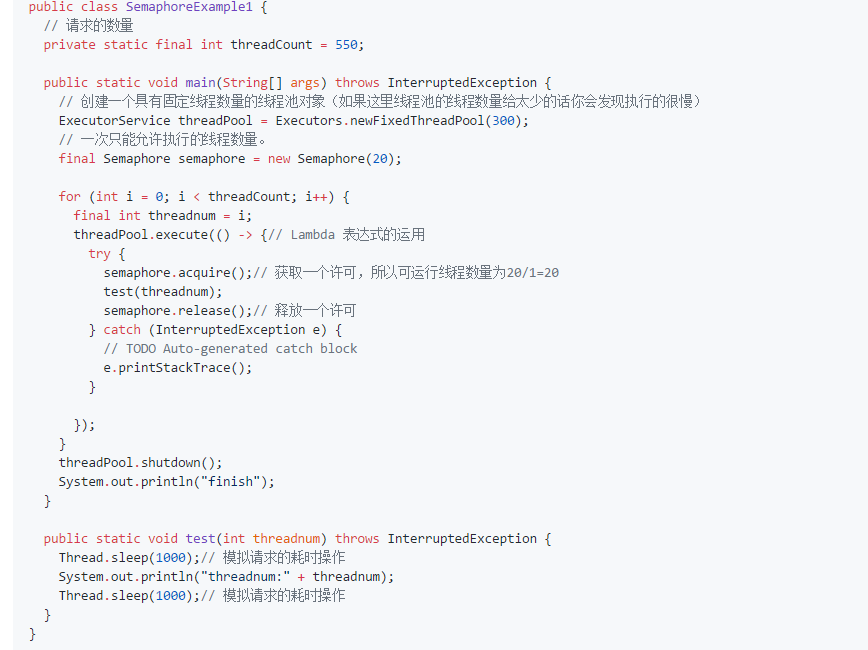 public class SemaphoreExample1 {
  // 请求的数量
  private static final int threadCount = 550;

  public static void main(String[] args) throws InterruptedException {
    // 创建一个具有固定线程数量的线程池对象（如果这里线程池的线程数量给太少的话你会发现执行的很慢）
    ExecutorService threadPool = Executors.newFixedThreadPool(300);
    // 一次只能允许执行的线程数量。
    final Semaphore semaphore = new Semaphore(20);

    for (int i = 0; i < threadCount; i++) {
      final int threadnum = i;
      threadPool.execute(() -> {// Lambda 表达式的运用
        try {
          semaphore.acquire();// 获取一个许可，所以可运行线程数量为20/1=20
          test(threadnum);
          semaphore.release();// 释放一个许可
        } catch (InterruptedException e) {
          // TODO Auto-generated catch block
          e.printStackTrace();
        }

      });
    }
    threadPool.shutdown();
    System.out.println("finish");
  }

  public static void test(int threadnum) throws InterruptedException {
    Thread.sleep(1000);// 模拟请求的耗时操作
    System.out.println("threadnum:" + threadnum);
    Thread.sleep(1000);// 模拟请求的耗时操作
  }
}